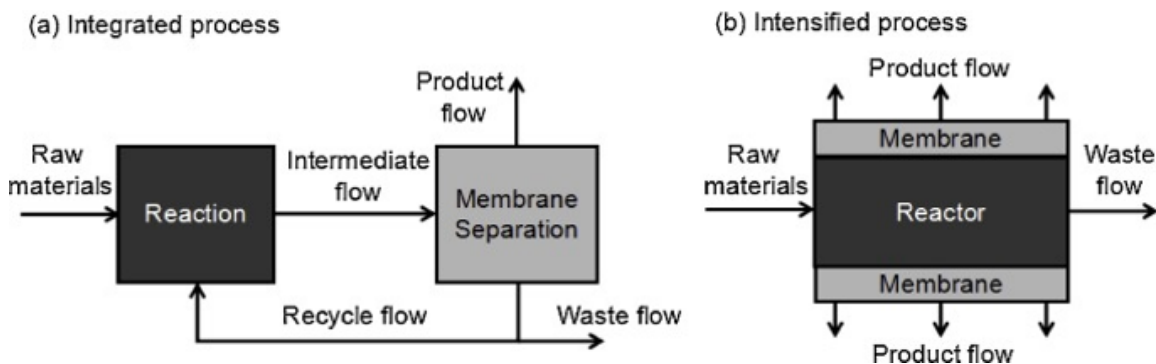 (a) Integrated process
Product
flow
Raw
materials
Reaction
Intermediate
flow
Membrane
Separation
Recycle flow
Waste flow
(b) Intensified process
Product flow
Membrane
Raw
materials
Reactor
Waste
flow
Membrane
Product flow